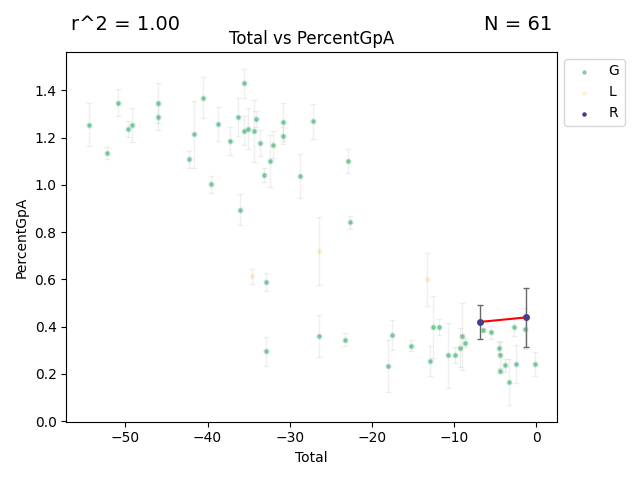 r^2 = 1.00
N = 61
Total vs PercentGpA
G
L
R
PercentGpA
1.4
1.2
1.0
0.8
0.6
0.4
0.2
0.0
−50
−40
−30
−20
−10
0
Total